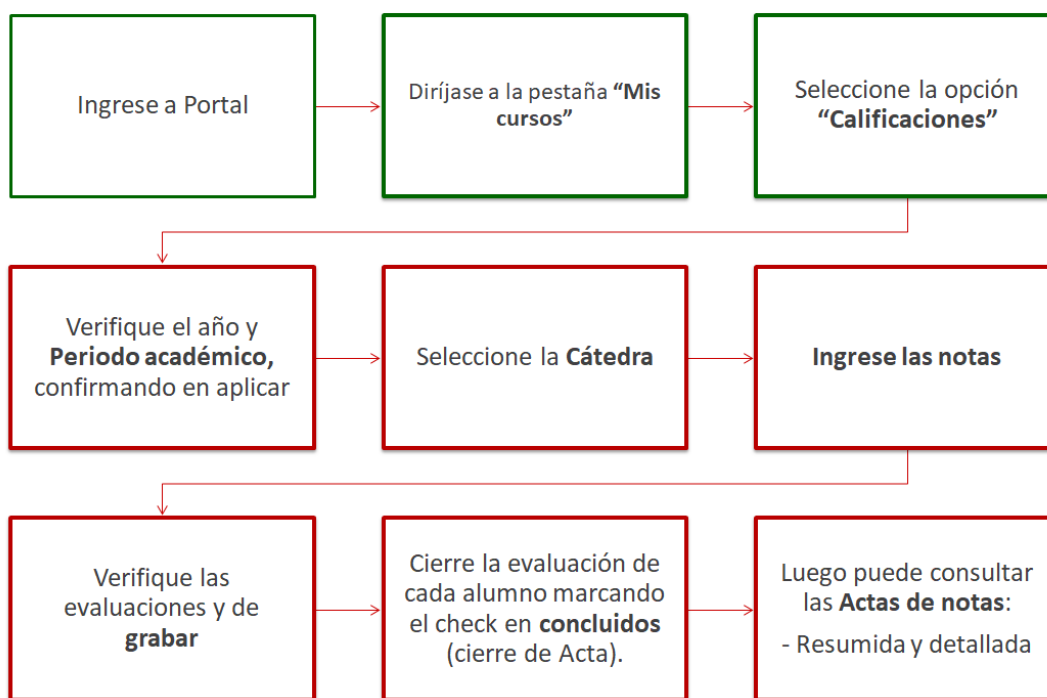 Ingrese a Portal
Diríjase a la pestaña “Mis
cursos”
Seleccione la opción
“Calificaciones”
Verifique el año y
Periodo académico,
confirmando en aplicar
Seleccione la Cátedra
Ingrese las notas
Verifique las
evaluaciones y de
grabar
Cierre la evaluación de
cada alumno marcando
el check en concluidos
(cierre de Acta).
Luego puede consultar
las Actas de notas:
- Resumida y detallada